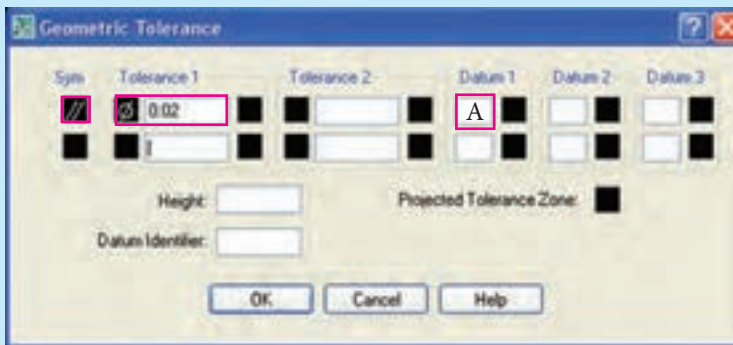 Geometric Tolerance
Sym Tolerance 1 Tolerance 2 Datum 1 Datum 2 Datum 3
// Ø 0.02 A
Height:
Projected Tolerance Zone:
Datum Identifier:
OK Cancel Help